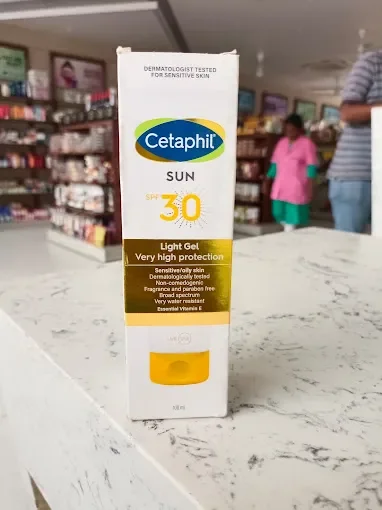 DERMATOLOGIST TESTED
FOR SENSITIVE SKIN
Cetaphil
SUN
SPF 30
Light Gel
Very high protection
Sensitive/oily skin
Dermatologically tested
Non-comedogenic
Fragrance and paraben free
Broad spectrum
Very water resistant
Essential Vitamin E